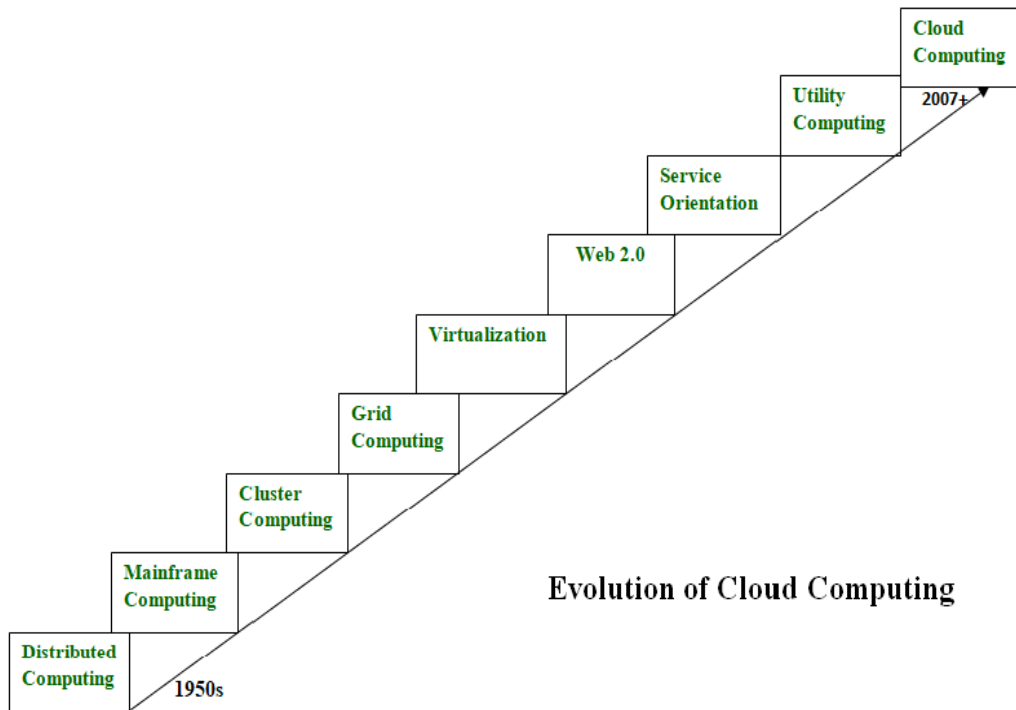 Cloud
Computing
2007+
Utility
Computing
Service
Orientation
Web 2.0
Virtualization
Grid
Computing
Cluster
Computing
Mainframe
Computing
Evolution of Cloud Computing
Distributed
Computing
1950s